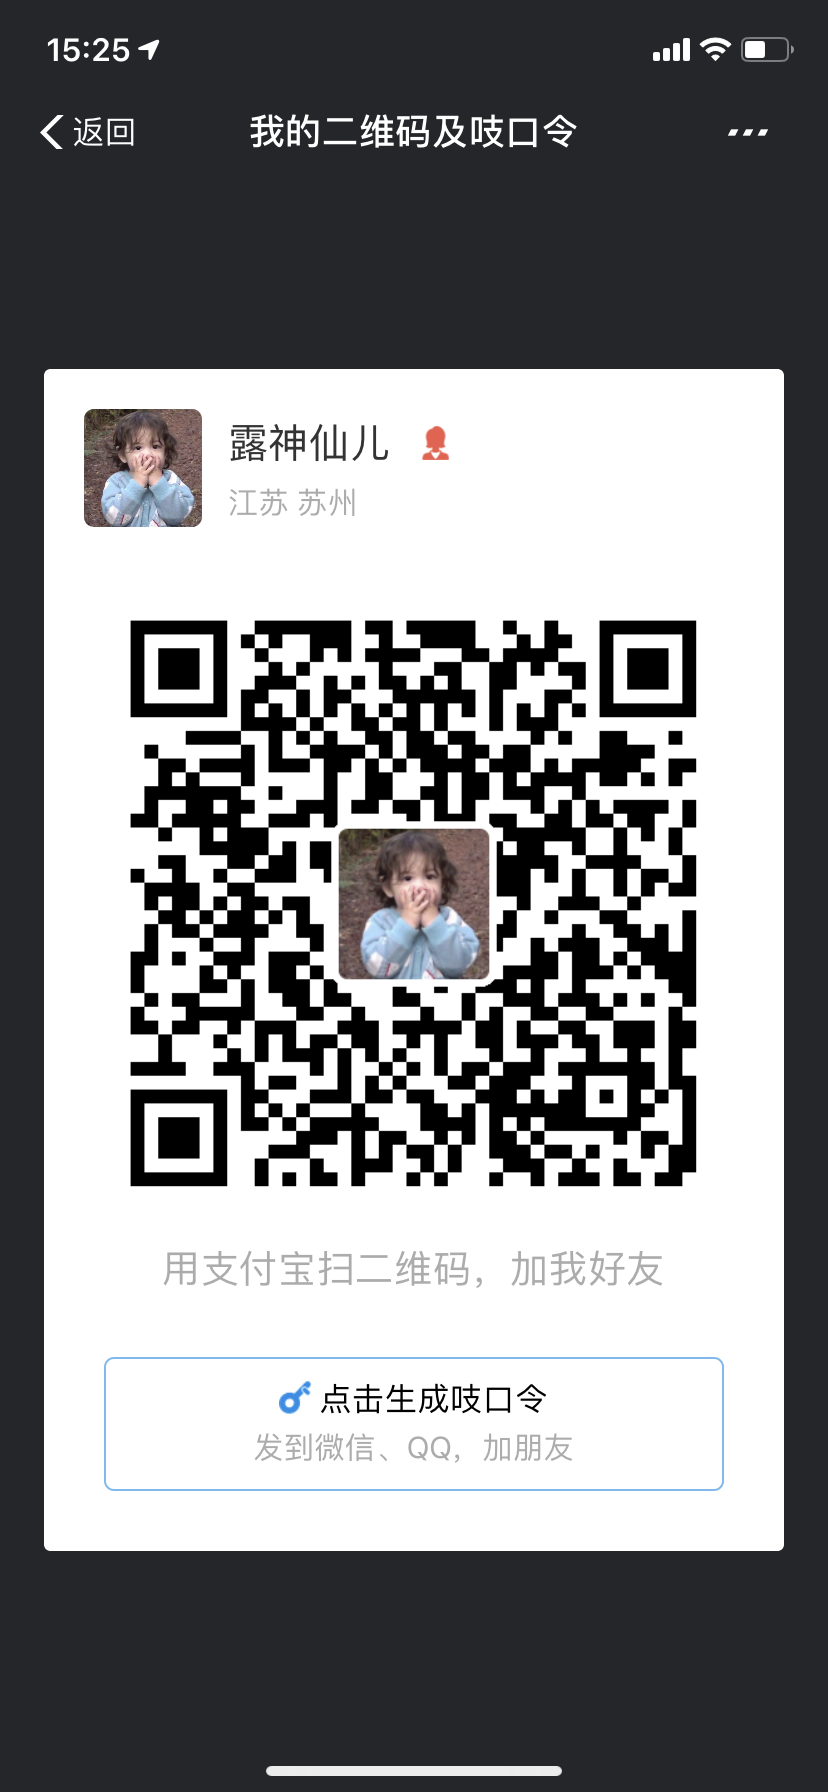 15:25
返回
我的二维码及吱口令
露神仙儿
江苏 苏州
用支付宝扫二维码，加我好友
点击生成吱口令
发到微信、QQ，加朋友